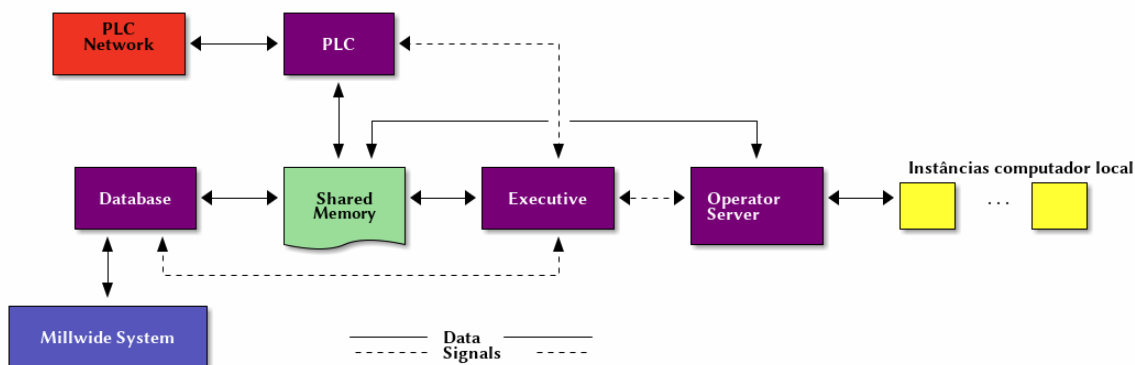 PLC
Network
PLC
Instâncias computador local
Database
Shared
Memory
Executive
Operator
Server
...
Millwide System
Data
Signals